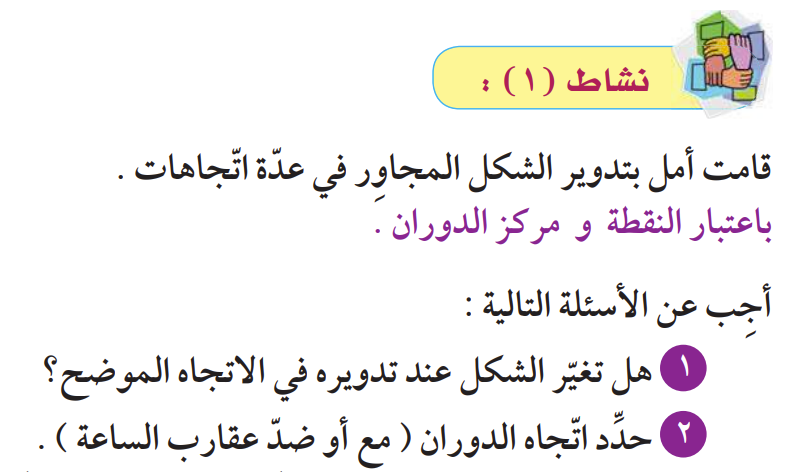 نشاط (١) :
قامت أمل بتدوير الشكل المجاوِر في عدّة اتّجاهات .
باعتبار النقطة و مركز الدوران .
أجِب عن الأسئلة التالية :
١ هل تغيّر الشكل عند تدويره في الاتجاه الموضح؟
٢ حدِّد اتّجاه الدوران ( مع أو ضدّ عقارب الساعة ) .